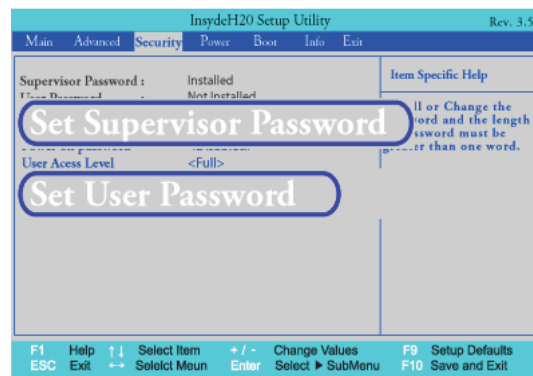 InsydeH20 Setup Utility Rev. 3.5
Main Advanced Security Power Boot Info Exit
Supervisor Password : Installed
User Password : Not Installed
Item Specific Help
Set Supervisor Password
or Change the
and the length
must be
than one word.
User Acess Level <Full>
Set User Password
F1 Help ↑↓ Select Item + / - Change Values F9 Setup Defaults
ESC Exit ↔ Selelct Meun Enter Select ▶ SubMenu F10 Save and Exit